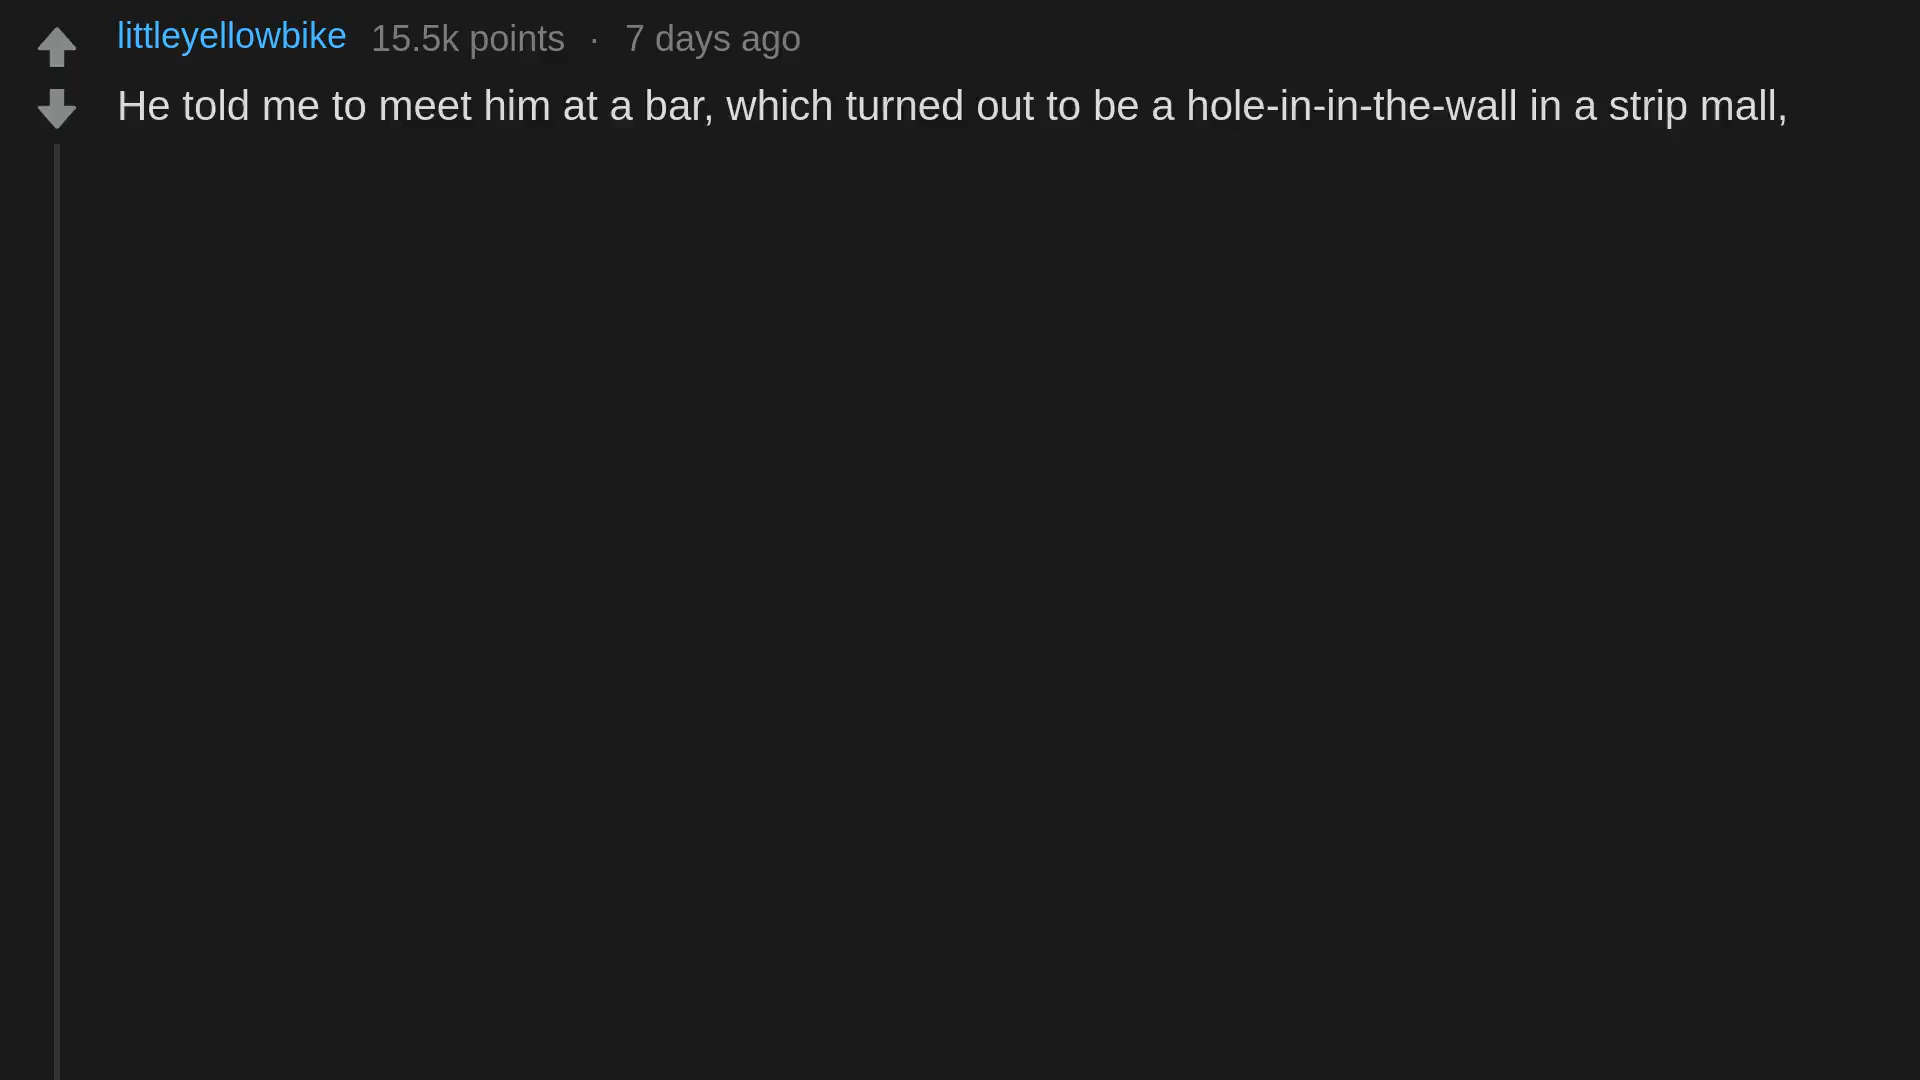 littleyellowbike 15.5k points · 7 days ago
He told me to meet him at a bar, which turned out to be a hole-in-in-the-wall in a strip mall,